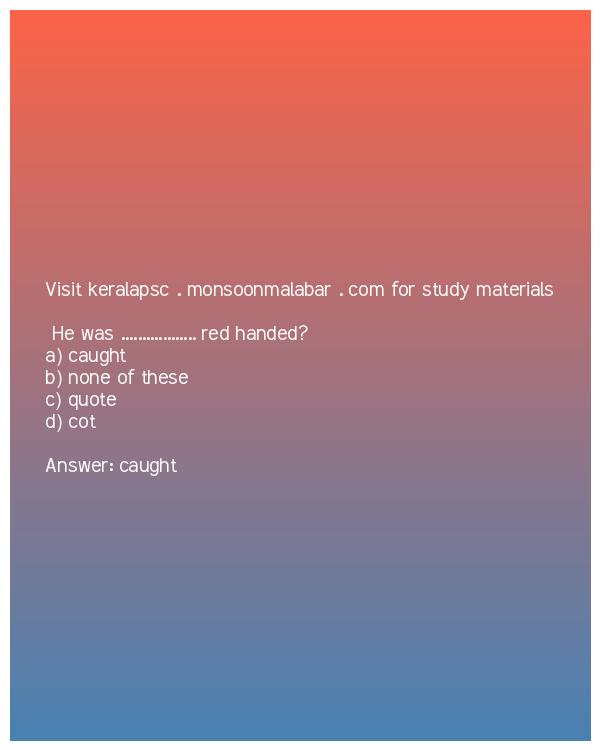 Visit keralapsc . monsoonmalabar . com for study materials
He was .................. red handed?
a) caught
b) none of these
c) quote
d) cot
Answer: caught